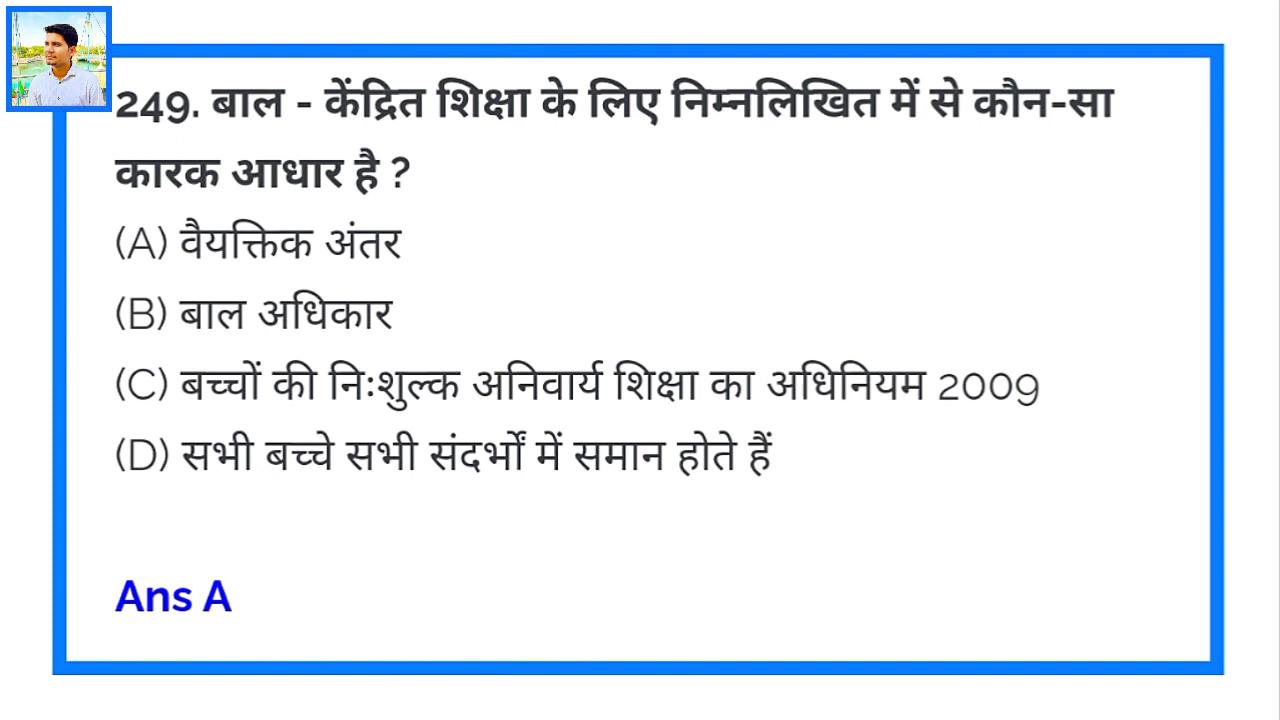 249. बाल - केंद्रित शिक्षा के लिए निम्नलिखित में से कौन-सा
कारक आधार है ?
(A) वैयक्तिक अंतर
(B) बाल अधिकार
(C) बच्चों की निःशुल्क अनिवार्य शिक्षा का अधिनियम 2009
(D) सभी बच्चे सभी संदर्भों में समान होते हैं
Ans A